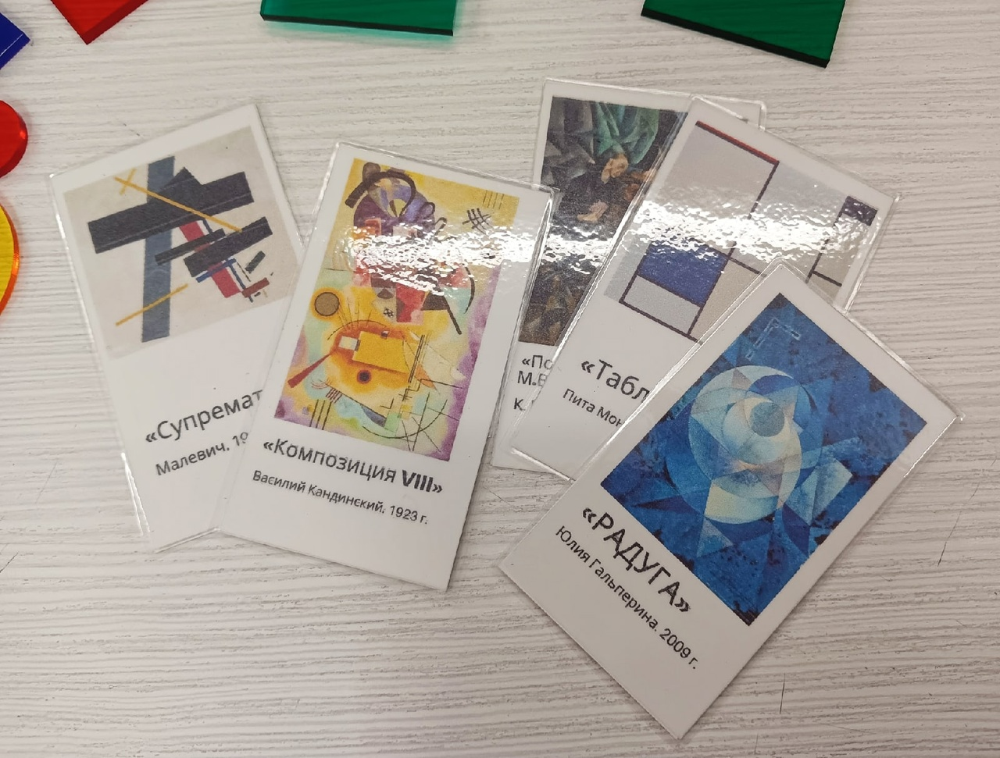 «Супремат
Малевич. 19
«Композиция VIII»
Василий Кандинский. 1923 г.
«По
М.В
К.
«Табл
Пита Мон
«РАДУГА»
Юлия Гальперина. 2009 г.